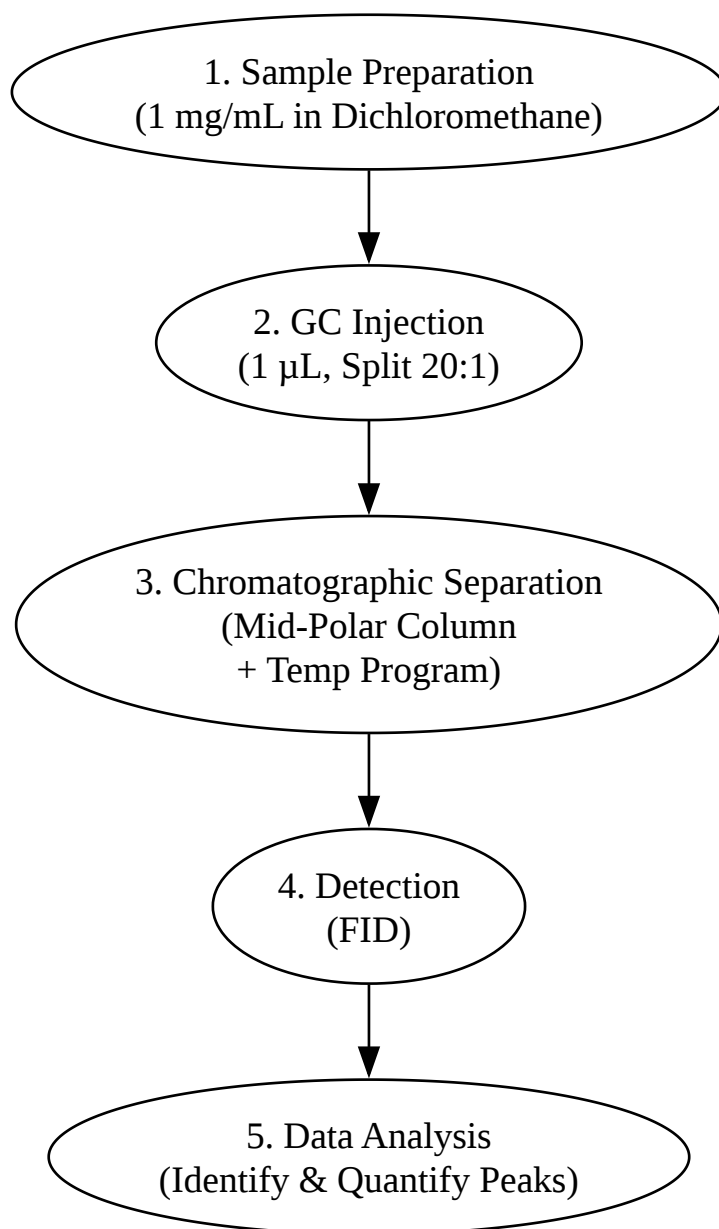 1. Sample Preparation
(1 mg/mL in Dichloromethane)
2. GC Injection
(1 µL, Split 20:1)
3. Chromatographic Separation
(Mid-Polar Column
+ Temp Program)
4. Detection
(FID)
5. Data Analysis
(Identify & Quantify Peaks)